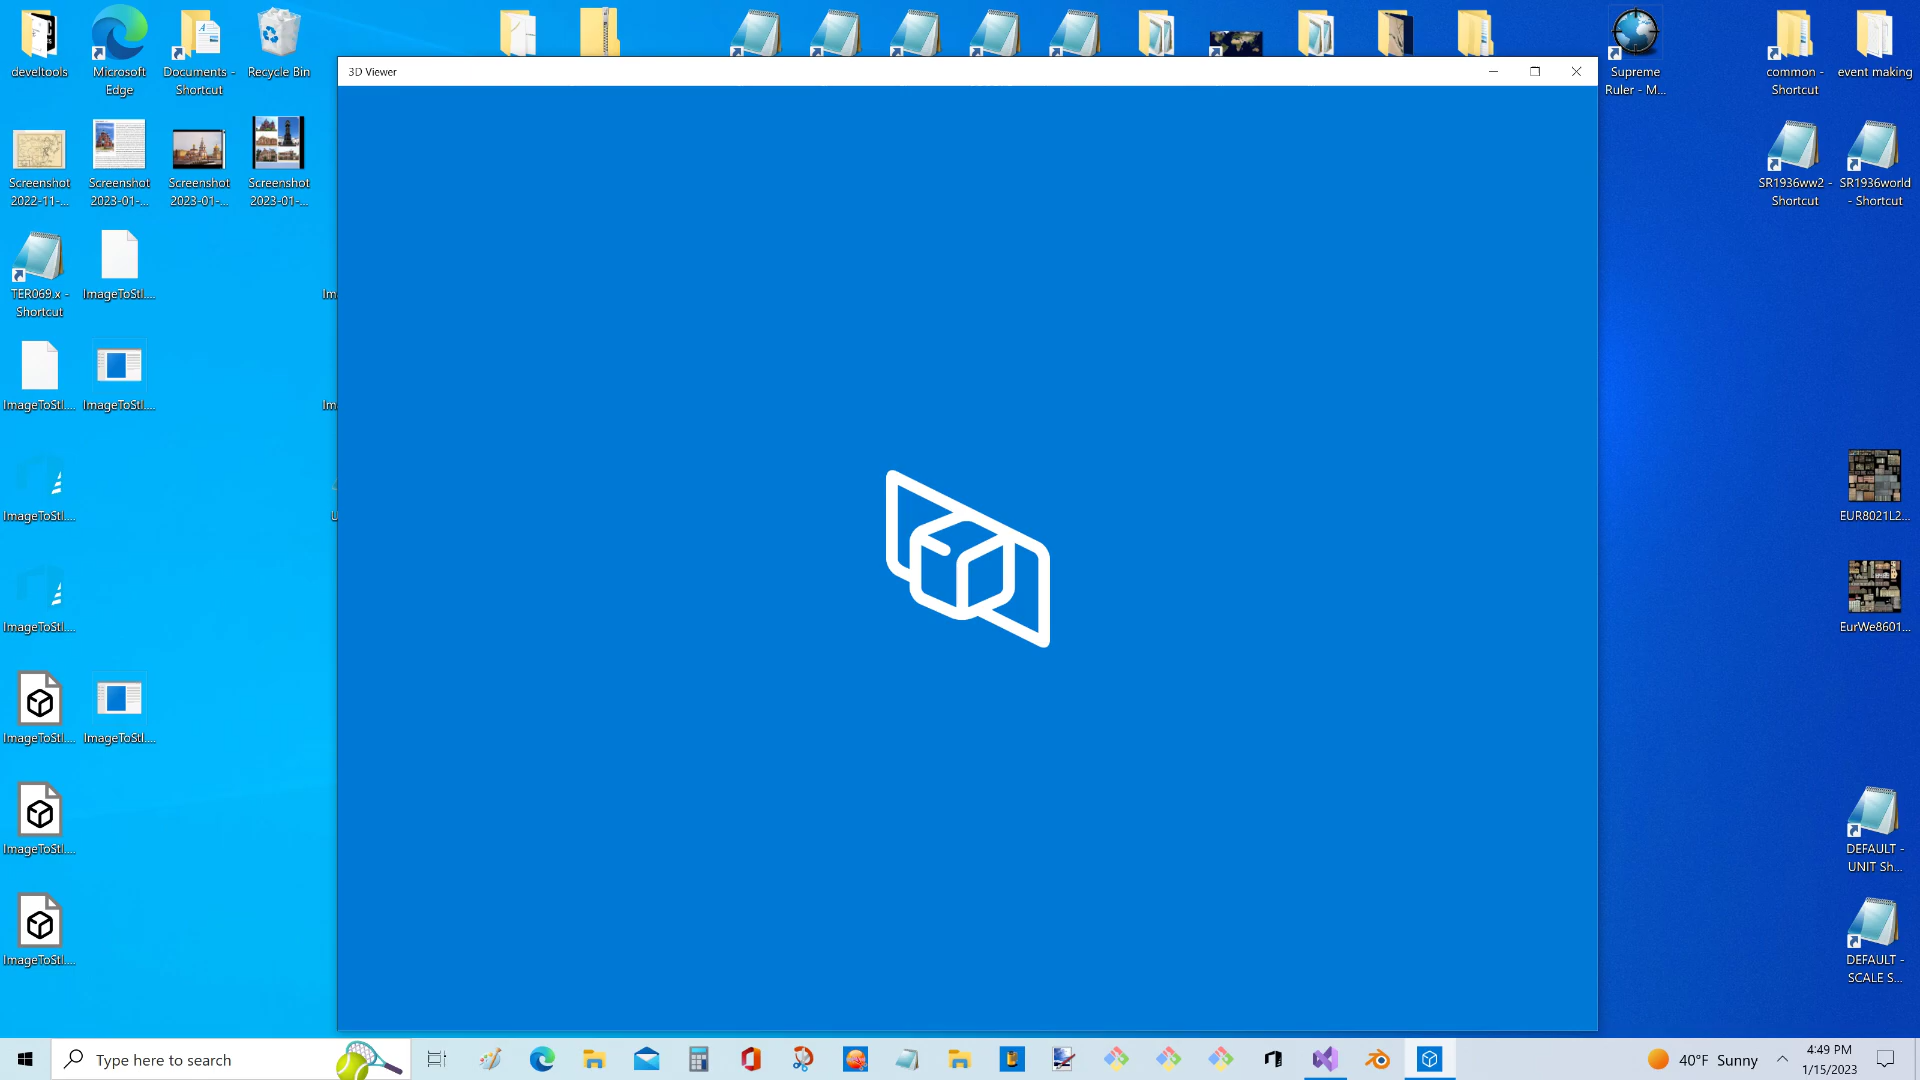 develtools
Microsoft
Edge
Documents -
Shortcut
Recycle Bin
3D Viewer
Supreme
Ruler - M...
common -
Shortcut
event making
Screenshot
2022-11-...
Screenshot
2023-01-...
Screenshot
2023-01-...
Screenshot
2023-01-...
SR1936ww2 -
Shortcut
SR1936world
- Shortcut
TER069.x -
Shortcut
ImageToStl....
Im
ImageToStl....
ImageToStl....
Im
ImageToStl....
U
EUR8021L2...
ImageToStl....
EurWe8601...
ImageToStl....
ImageToStl....
ImageToStl....
DEFAULT -
UNIT Sh...
ImageToStl....
DEFAULT -
SCALE S...
Type here to search
40°F Sunny
4:49 PM
1/15/2023